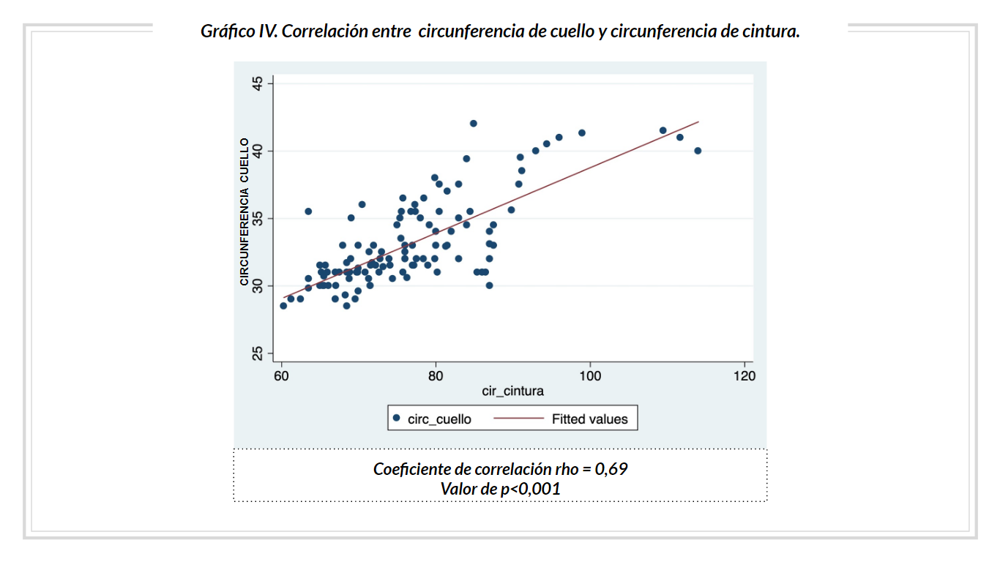 Gráfico IV. Correlación entre circunferencia de cuello y circunferencia de cintura.
CIRCUNFERENCIA CUELLO
45
40
35
30
25
60 80 100 120
cir_cintura
circ_cuello Fitted values
Coeficiente de correlación rho = 0,69
Valor de p<0,001